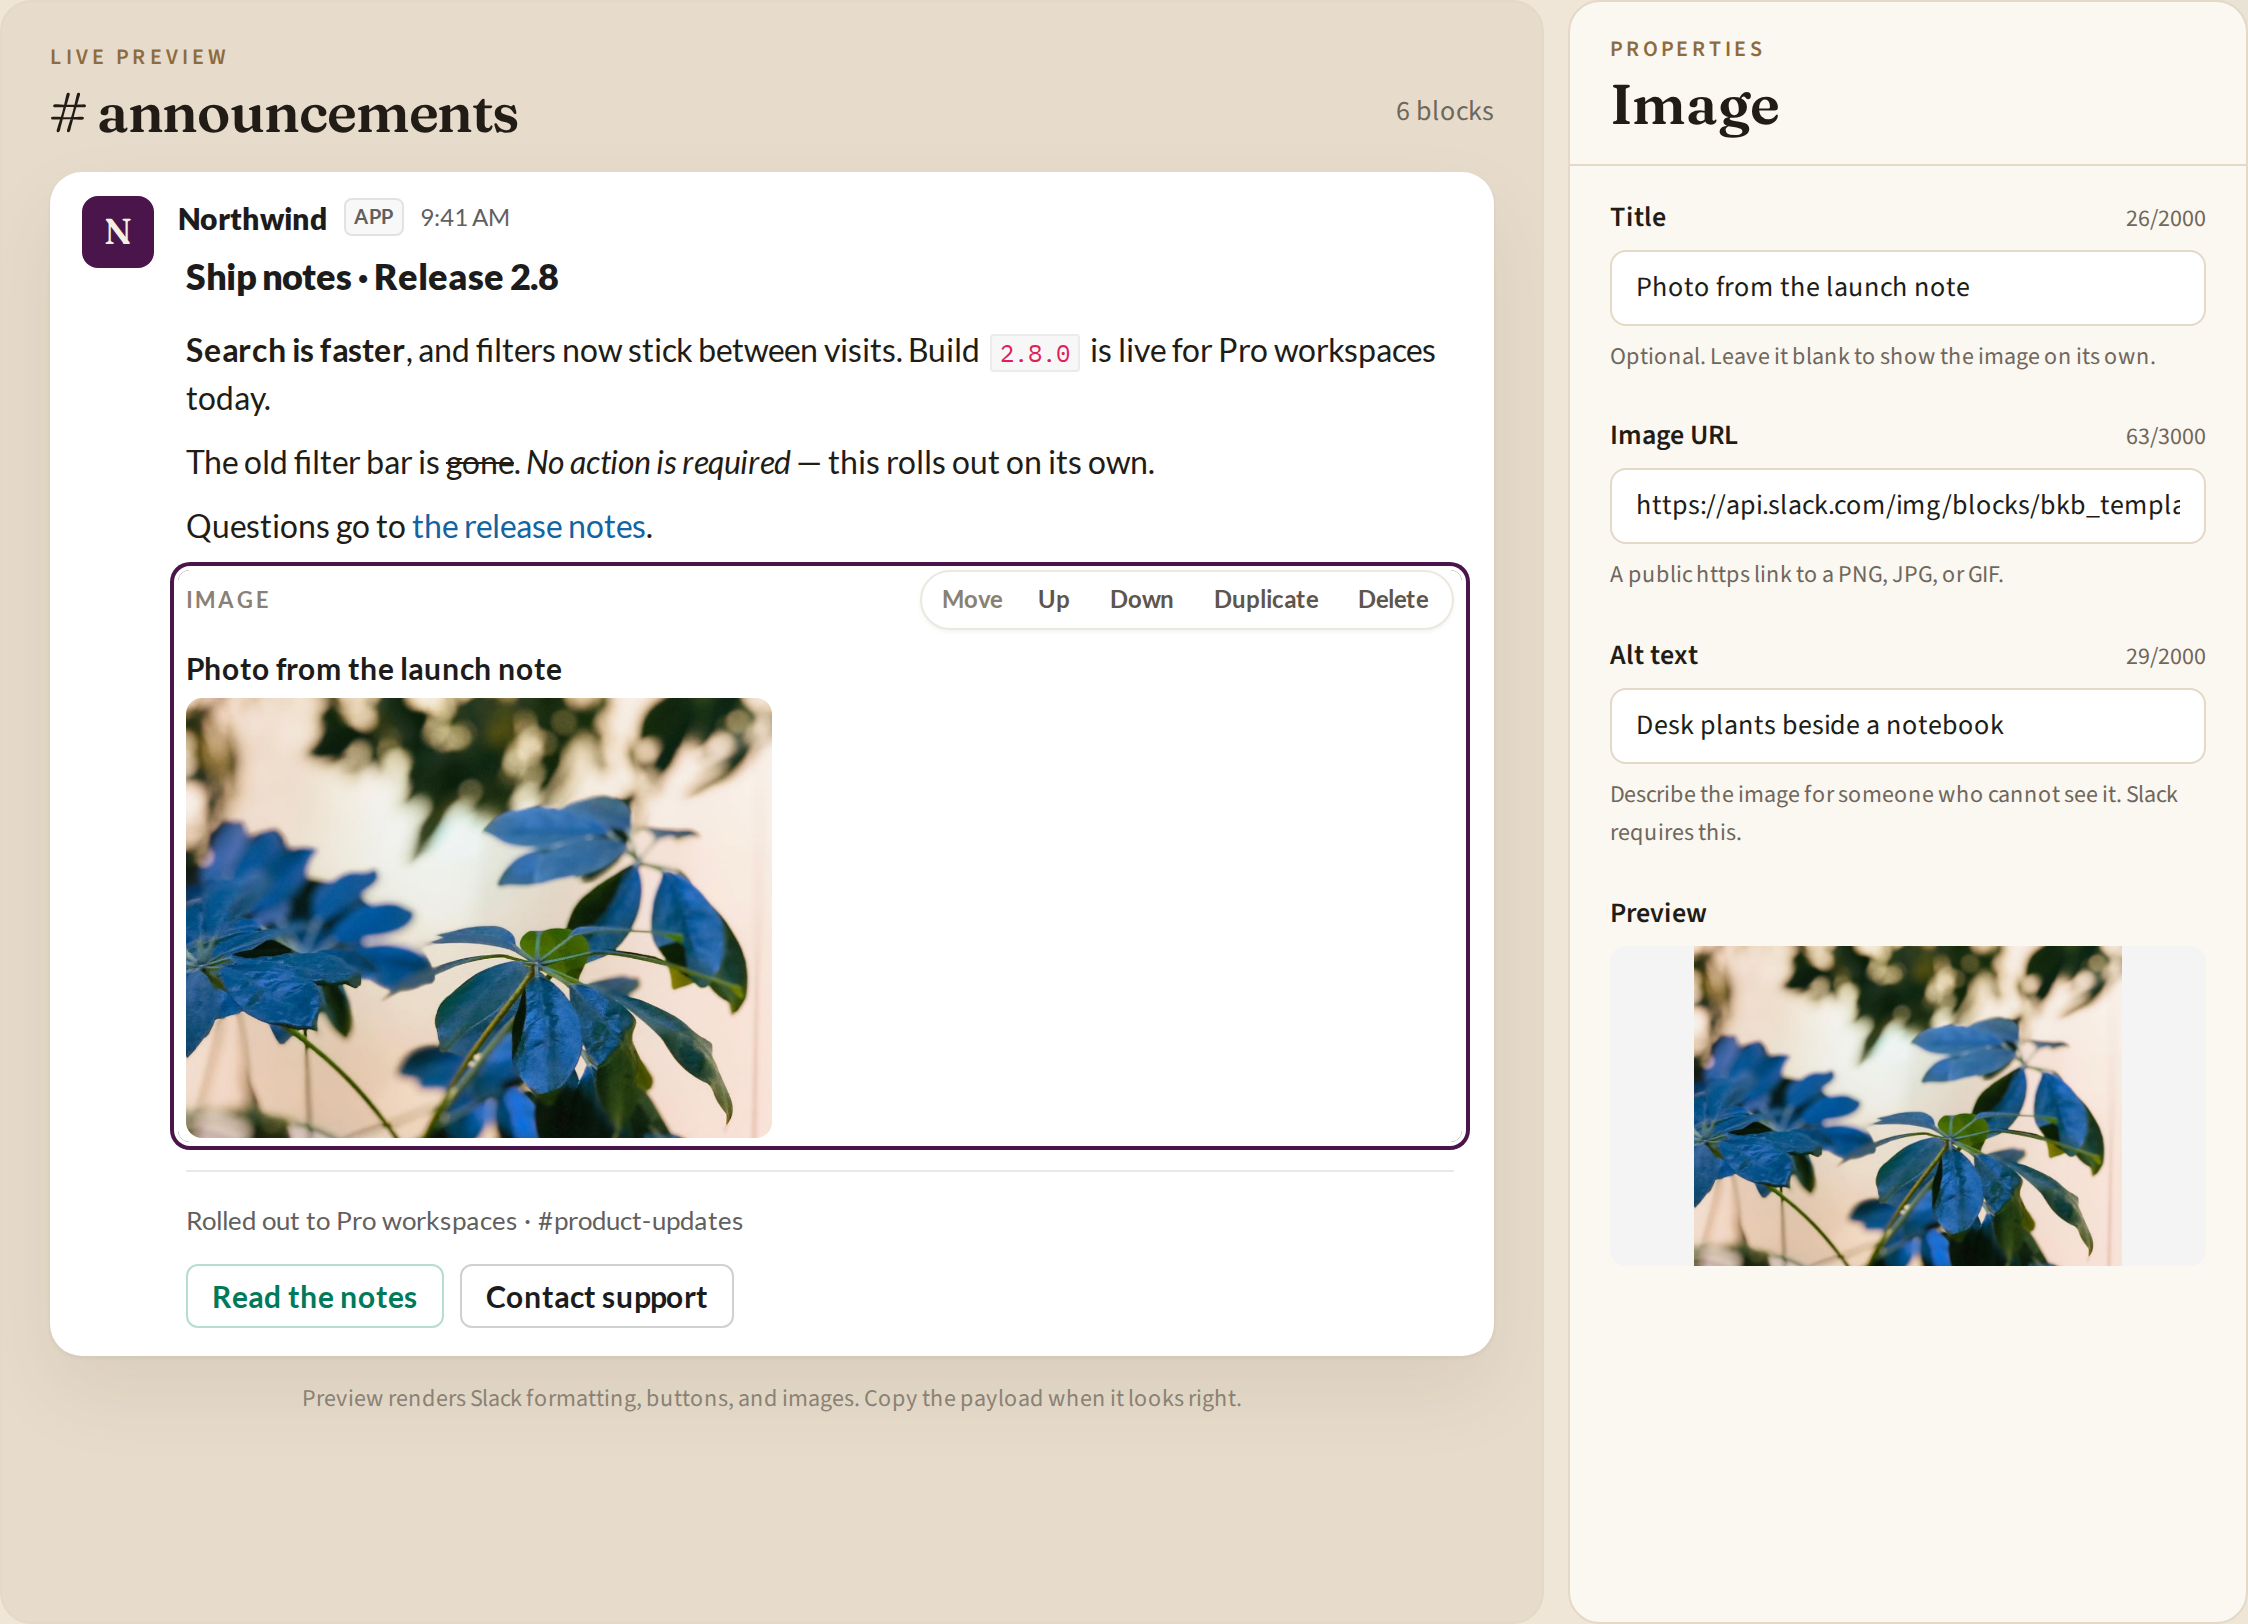 LIVE PREVIEW
# announcements
6 blocks
N
Northwind APP 9:41 AM
Ship notes · Release 2.8
Search is faster, and filters now stick between visits. Build 2.8.0 is live for Pro workspaces
today.
The old filter bar is gone. No action is required — this rolls out on its own.
Questions go to the release notes.
IMAGE
Move Up Down Duplicate Delete
Photo from the launch note
Rolled out to Pro workspaces · #product-updates
Read the notes
Contact support
Preview renders Slack formatting, buttons, and images. Copy the payload when it looks right.
PROPERTIES
Image
Title 26/2000
Photo from the launch note
Optional. Leave it blank to show the image on its own.
Image URL 63/3000
https://api.slack.com/img/blocks/bkb_templa
A public https link to a PNG, JPG, or GIF.
Alt text 29/2000
Desk plants beside a notebook
Describe the image for someone who cannot see it. Slack
requires this.
Preview